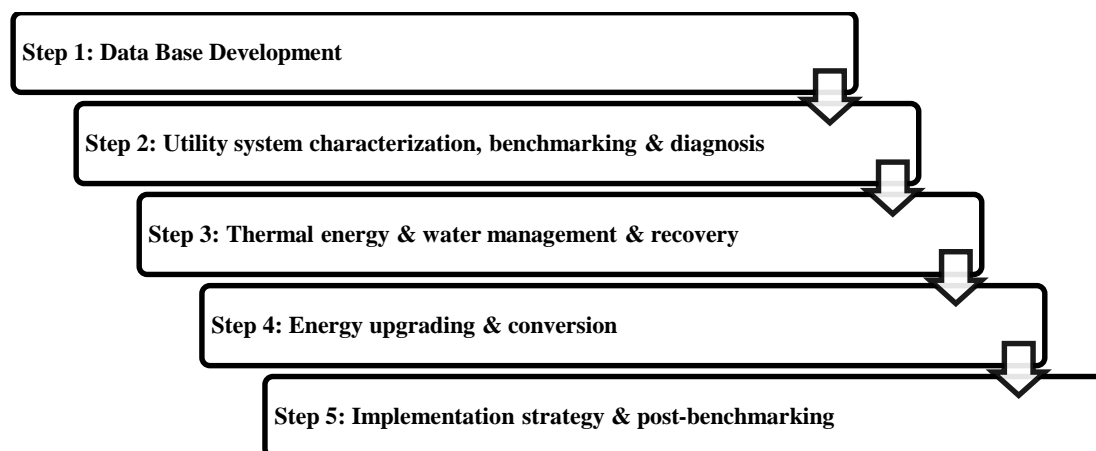 Step 1: Data Base Development
Step 2: Utility system characterization, benchmarking & diagnosis
Step 3: Thermal energy & water management & recovery
Step 4: Energy upgrading & conversion
Step 5: Implementation strategy & post-benchmarking